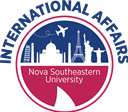 INTERNATIONAL AFFAIRS
Nova Southeastern
University